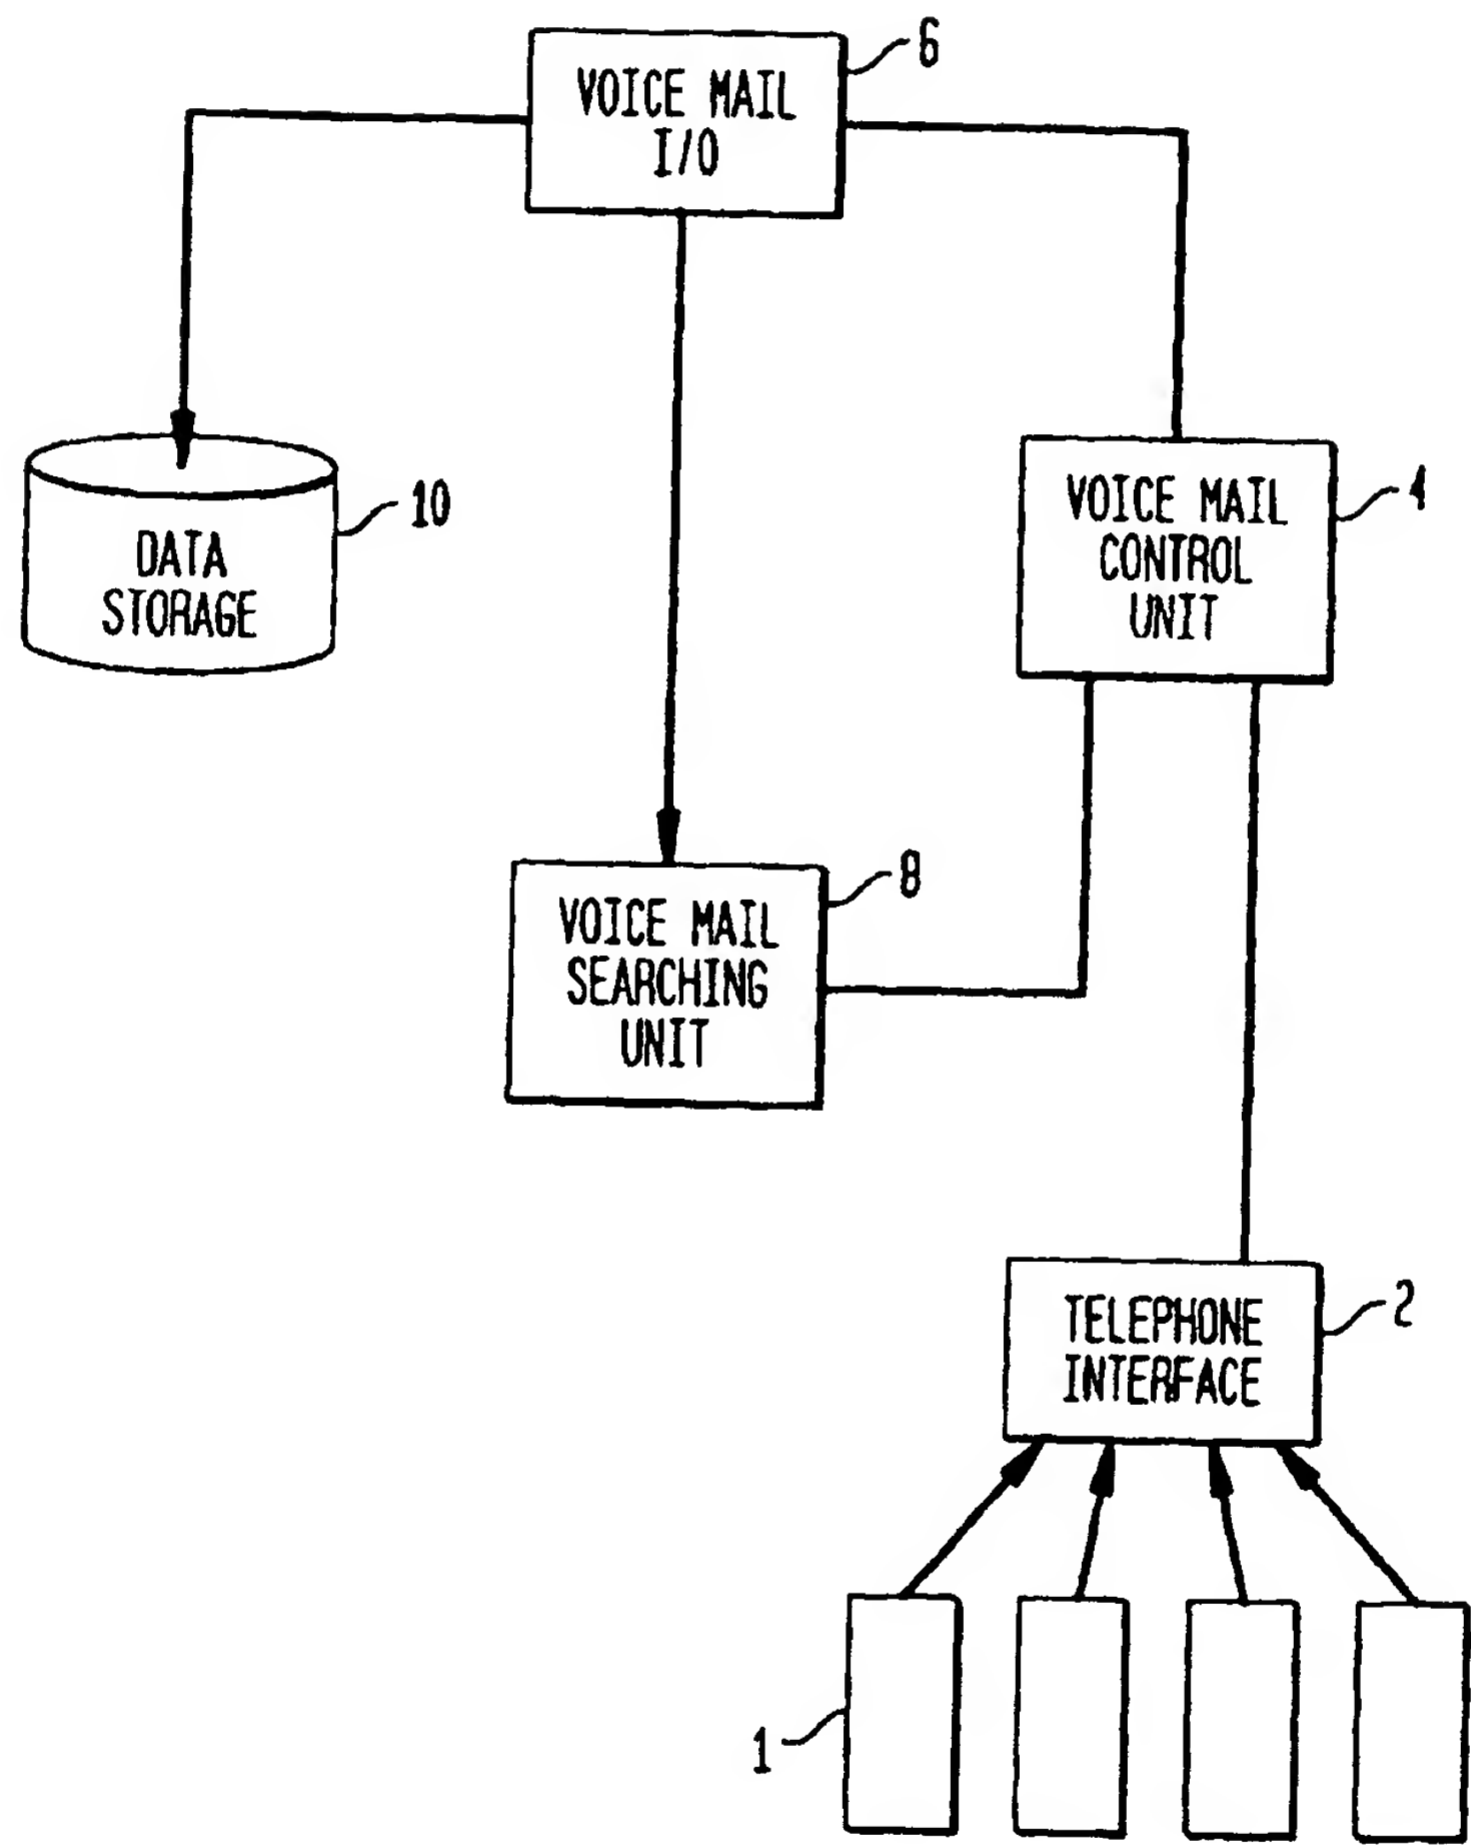 6
VOICE MAIL
I/O
10
DATA
STORAGE
4
VOICE MAIL
CONTROL
UNIT
8
VOICE MAIL
SEARCHING
UNIT
2
TELEPHONE
INTERFACE
1